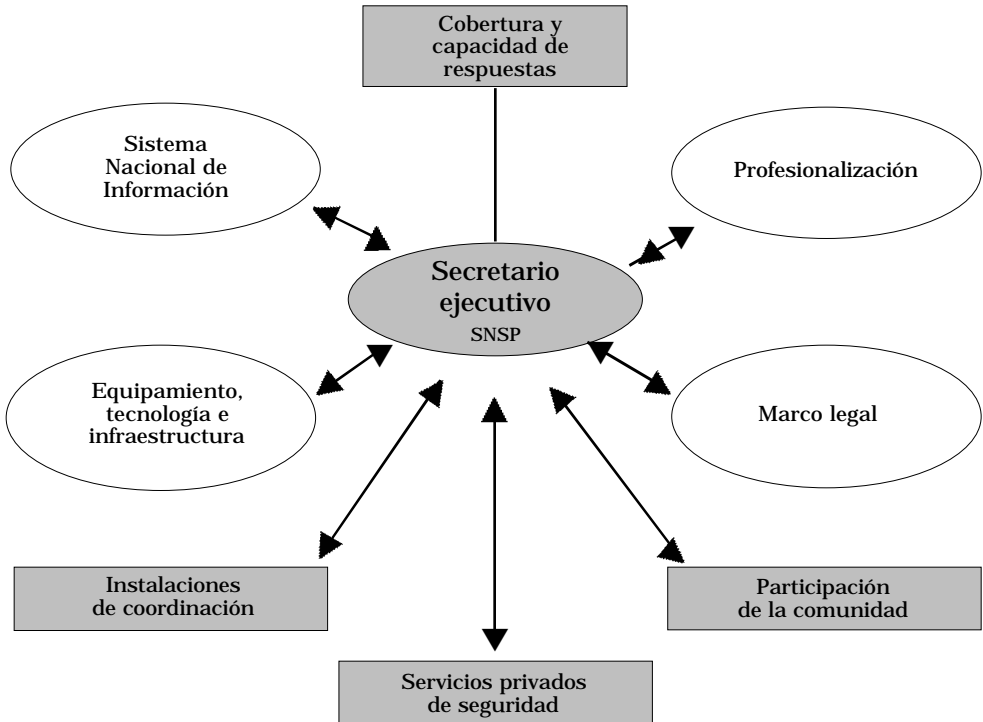 Cobertura y
capacidad de
respuestas
Sistema
Nacional de
Información
Profesionalización
Secretario
ejecutivo
SNSP
Equipamiento,
tecnología e
infraestructura
Marco legal
Instalaciones
de coordinación
Participación
de la comunidad
Servicios privados
de seguridad